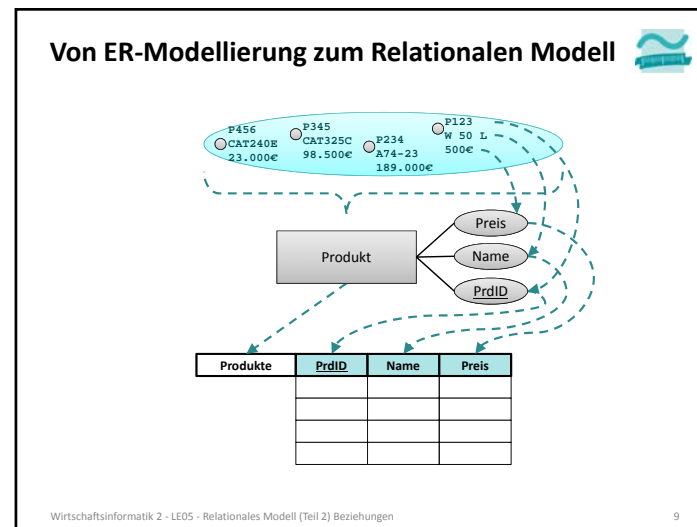 Von ER-Modellierung zum Relationalen Modell
P456
CAT240E
23.000€
P345
CAT325C
98.500€
P234
A74-23
189.000€
P123
W 50 L
500€
Preis
Produkt
Name
PrdID
Produkte PrdID Name Preis
Wirtschaftsinformatik 2 - LE05 - Relationales Modell (Teil 2) Beziehungen 9